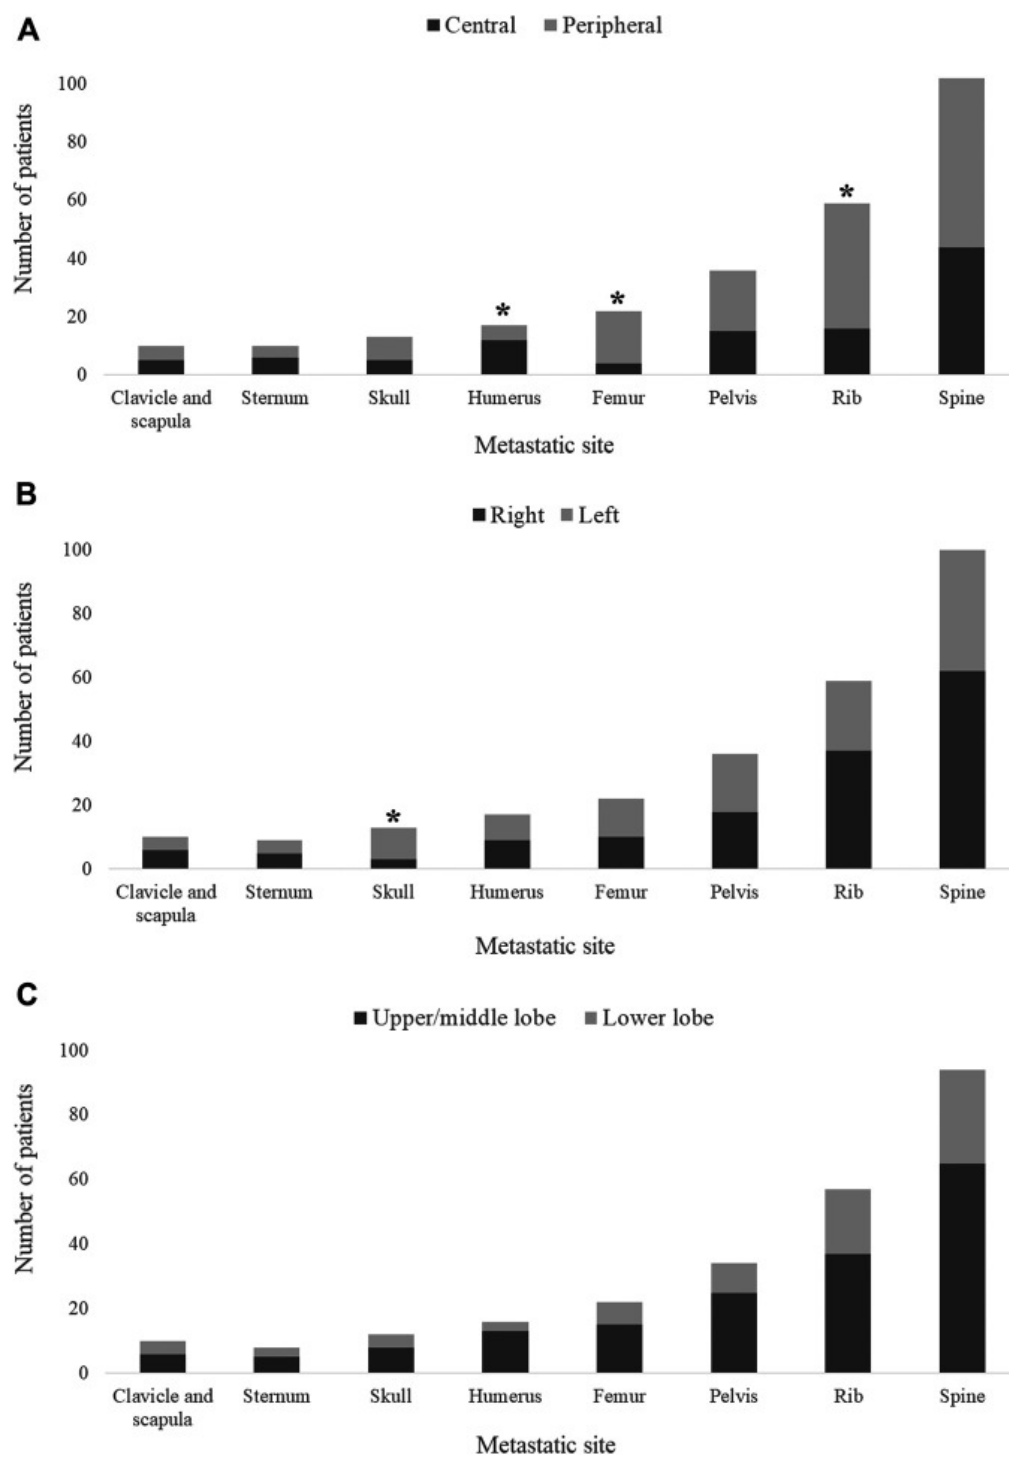 A
Central Peripheral
100
80
60
40
20
0
Number of patients
*
*
*
Clavicle and scapula
Sternum
Skull
Humerus
Femur
Pelvis
Rib
Spine
Metastatic site
B
Right Left
100
80
60
40
20
0
Number of patients
*
Clavicle and scapula
Sternum
Skull
Humerus
Femur
Pelvis
Rib
Spine
Metastatic site
C
Upper/middle lobe Lower lobe
100
80
60
40
20
0
Number of patients
Clavicle and scapula
Sternum
Skull
Humerus
Femur
Pelvis
Rib
Spine
Metastatic site